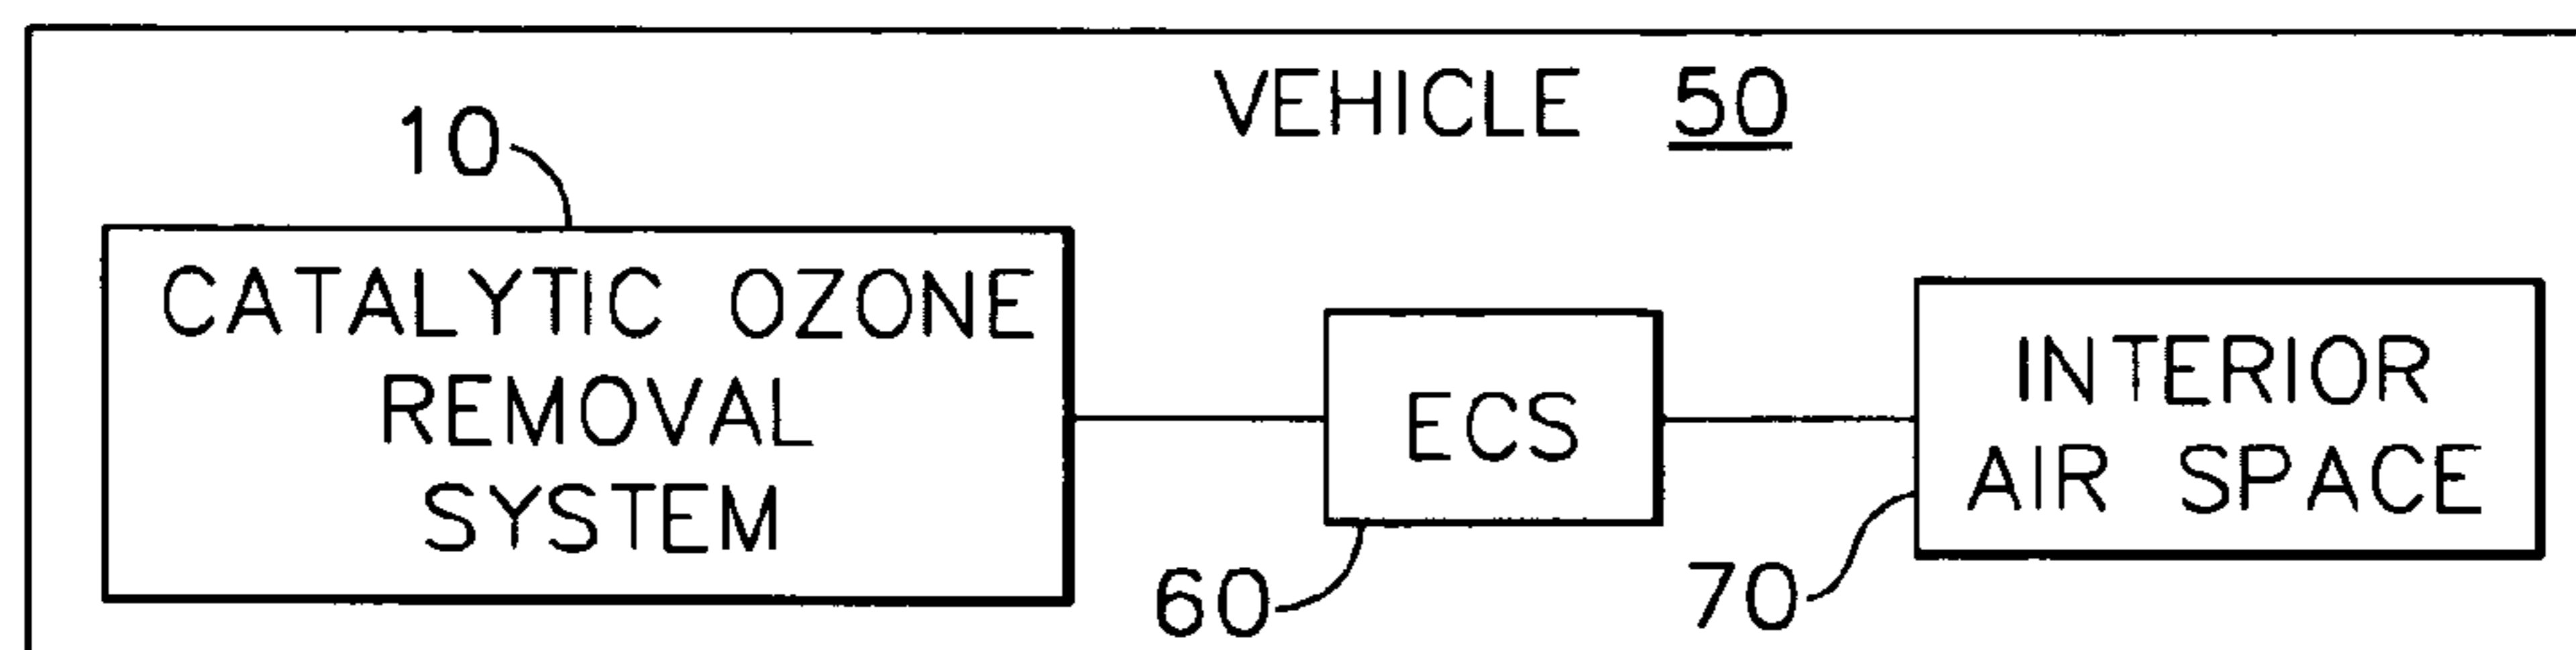 VEHICLE 50
10
CATALYTIC OZONE
REMOVAL
SYSTEM
ECS
INTERIOR
AIR SPACE
60
70